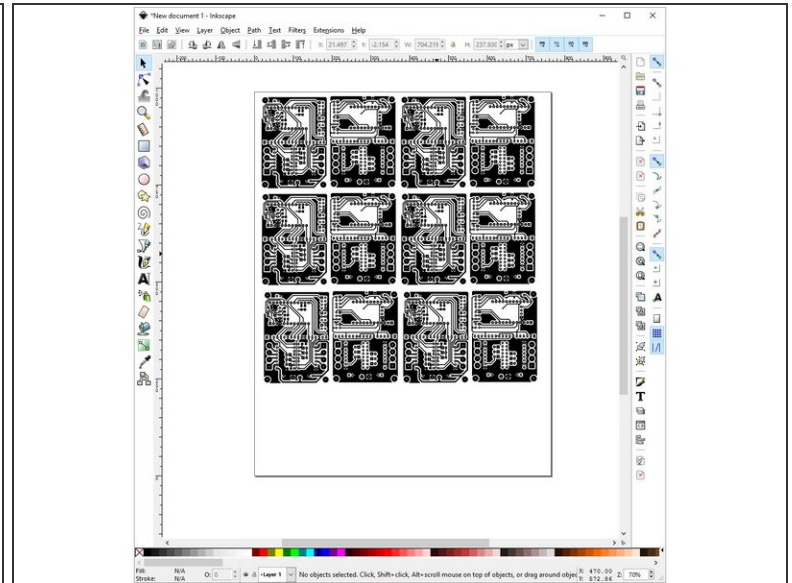 *New document 1 - Inkscape
File Edit View Layer Object Path Text Filters Extensions Help
X: 21.497 Y: -2.154 W: 704.215 H: 237.930 px
Fill: N/A
Stroke: N/A
O: 0
Layer 1
No objects selected. Click, Shift+click, Alt+scroll mouse on top of objects, or drag around objec
X: 470.00
Y: 672.86
Z: 70%